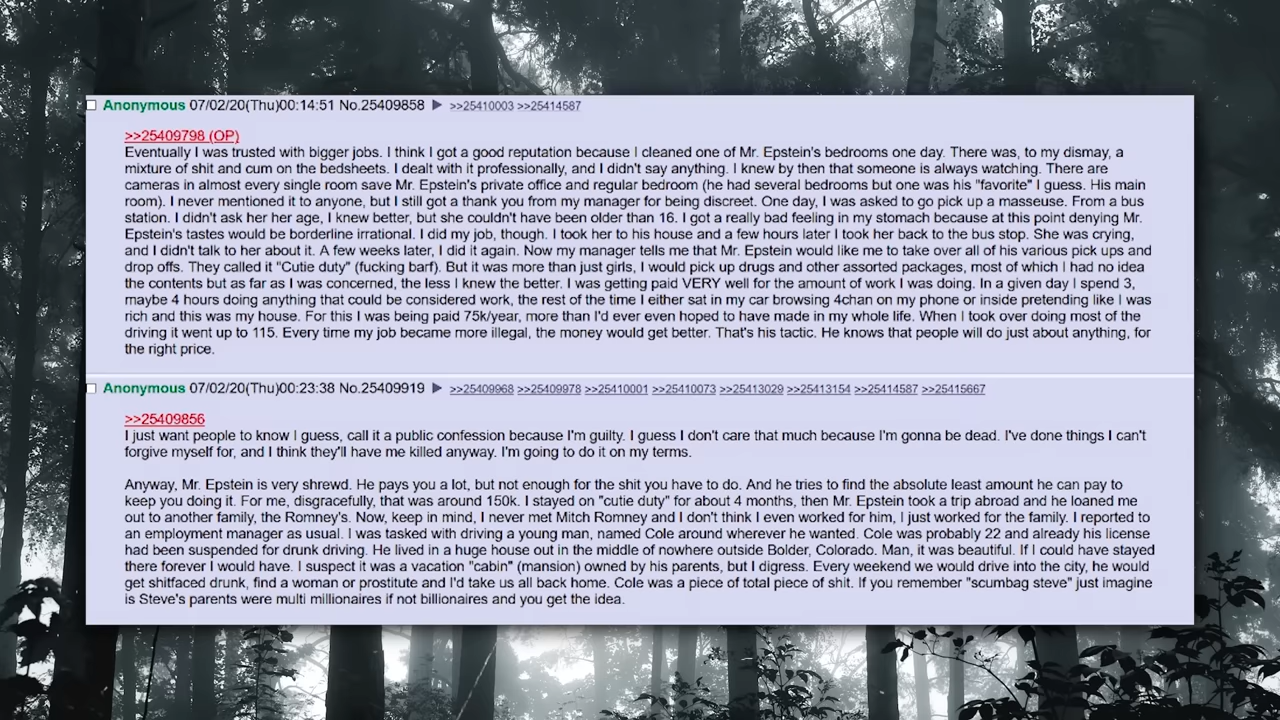 Anonymous 07/02/20(Thu)00:14:51 No.25409858 ▶ >>25410003 >>25414587
>>25409798 (OP)
Eventually I was trusted with bigger jobs. I think I got a good reputation because I cleaned one of Mr. Epstein's bedrooms one day. There was, to my dismay, a
mixture of shit and cum on the bedsheets. I dealt with it professionally, and I didn't say anything. I knew by then that someone is always watching. There are
cameras in almost every single room save Mr. Epstein's private office and regular bedroom (he had several bedrooms but one was his "favorite" I guess. His main
room). I never mentioned it to anyone, but I still got a thank you from my manager for being discreet. One day, I was asked to go pick up a masseuse. From a bus
station. I didn't ask her her age, I knew better, but she couldn't have been older than 16. I got a really bad feeling in my stomach because at this point denying Mr.
Epstein's tastes would be borderline irrational. I did my job, though. I took her to his house and a few hours later I took her back to the bus stop. She was crying,
and I didn't talk to her about it. A few weeks later, I did it again. Now my manager tells me that Mr. Epstein would like me to take over all of his various pick ups and
drop offs. They called it "Cutie duty" (fucking barf). But it was more than just girls, I would pick up drugs and other assorted packages, most of which I had no idea
the contents but as far as I was concerned, the less I knew the better. I was getting paid VERY well for the amount of work I was doing. In a given day I spend 3,
maybe 4 hours doing anything that could be considered work, the rest of the time I either sat in my car browsing 4chan on my phone or inside pretending like I was
rich and this was my house. For this I was being paid 75k/year, more than I'd ever even hoped to have made in my whole life. When I took over doing most of the
driving it went up to 115. Every time my job became more illegal, the money would get better. That's his tactic. He knows that people will do just about anything, for
the right price.
Anonymous 07/02/20(Thu)00:23:38 No.25409919 ▶ >>25409968 >>25409978 >>25410001 >>25410073 >>25413029 >>25413154 >>25414587 >>25415667
>>25409856
I just want people to know I guess, call it a public confession because I'm guilty. I guess I don't care that much because I'm gonna be dead. I've done things I can't
forgive myself for, and I think they'll have me killed anyway. I'm going to do it on my terms.
Anyway, Mr. Epstein is very shrewd. He pays you a lot, but not enough for the shit you have to do. And he tries to find the absolute least amount he can pay to
keep you doing it. For me, disgracefully, that was around 150k. I stayed on "cutie duty" for about 4 months, then Mr. Epstein took a trip abroad and he loaned me
out to another family, the Romney's. Now, keep in mind, I never met Mitch Romney and I don't think I even worked for him, I just worked for the family. I reported to
an employment manager as usual. I was tasked with driving a young man, named Cole around wherever he wanted. Cole was probably 22 and already his license
had been suspended for drunk driving. He lived in a huge house out in the middle of nowhere outside Bolder, Colorado. Man, it was beautiful. If I could have stayed
there forever I would have. I suspect it was a vacation "cabin" (mansion) owned by his parents, but I digress. Every weekend we would drive into the city, he would
get shitfaced drunk, find a woman or prostitute and I'd take us all back home. Cole was a piece of total piece of shit. If you remember "scumbag steve" just imagine
is Steve's parents were multi millionaires if not billionaires and you get the idea.